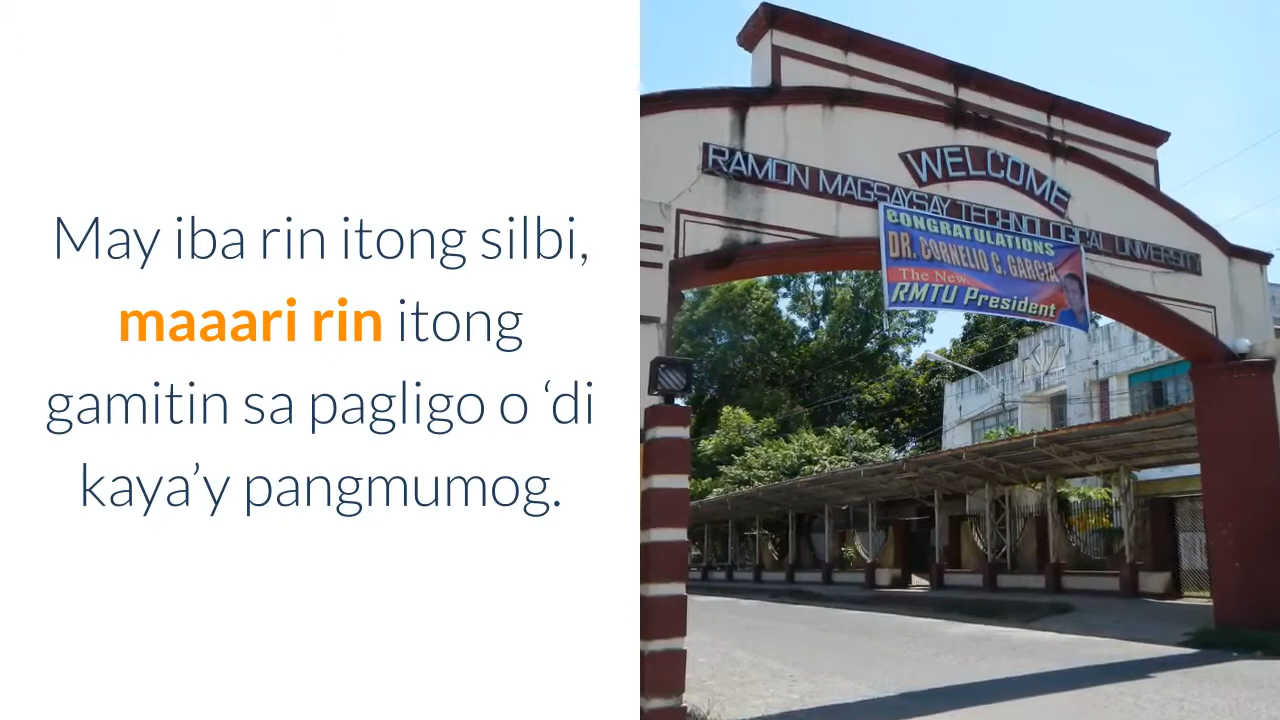 May iba rin itong silbi,
maaari rin itong
gamitin sa pagligo o ‘di
kaya’y pangmumog.
WELCOME
RAMON MAGSAYSAY TECHNOLOGICAL UNIVERSITY
CONGRATULATIONS
DR. CORNELIO C. GARCIA
The New
RMTU President